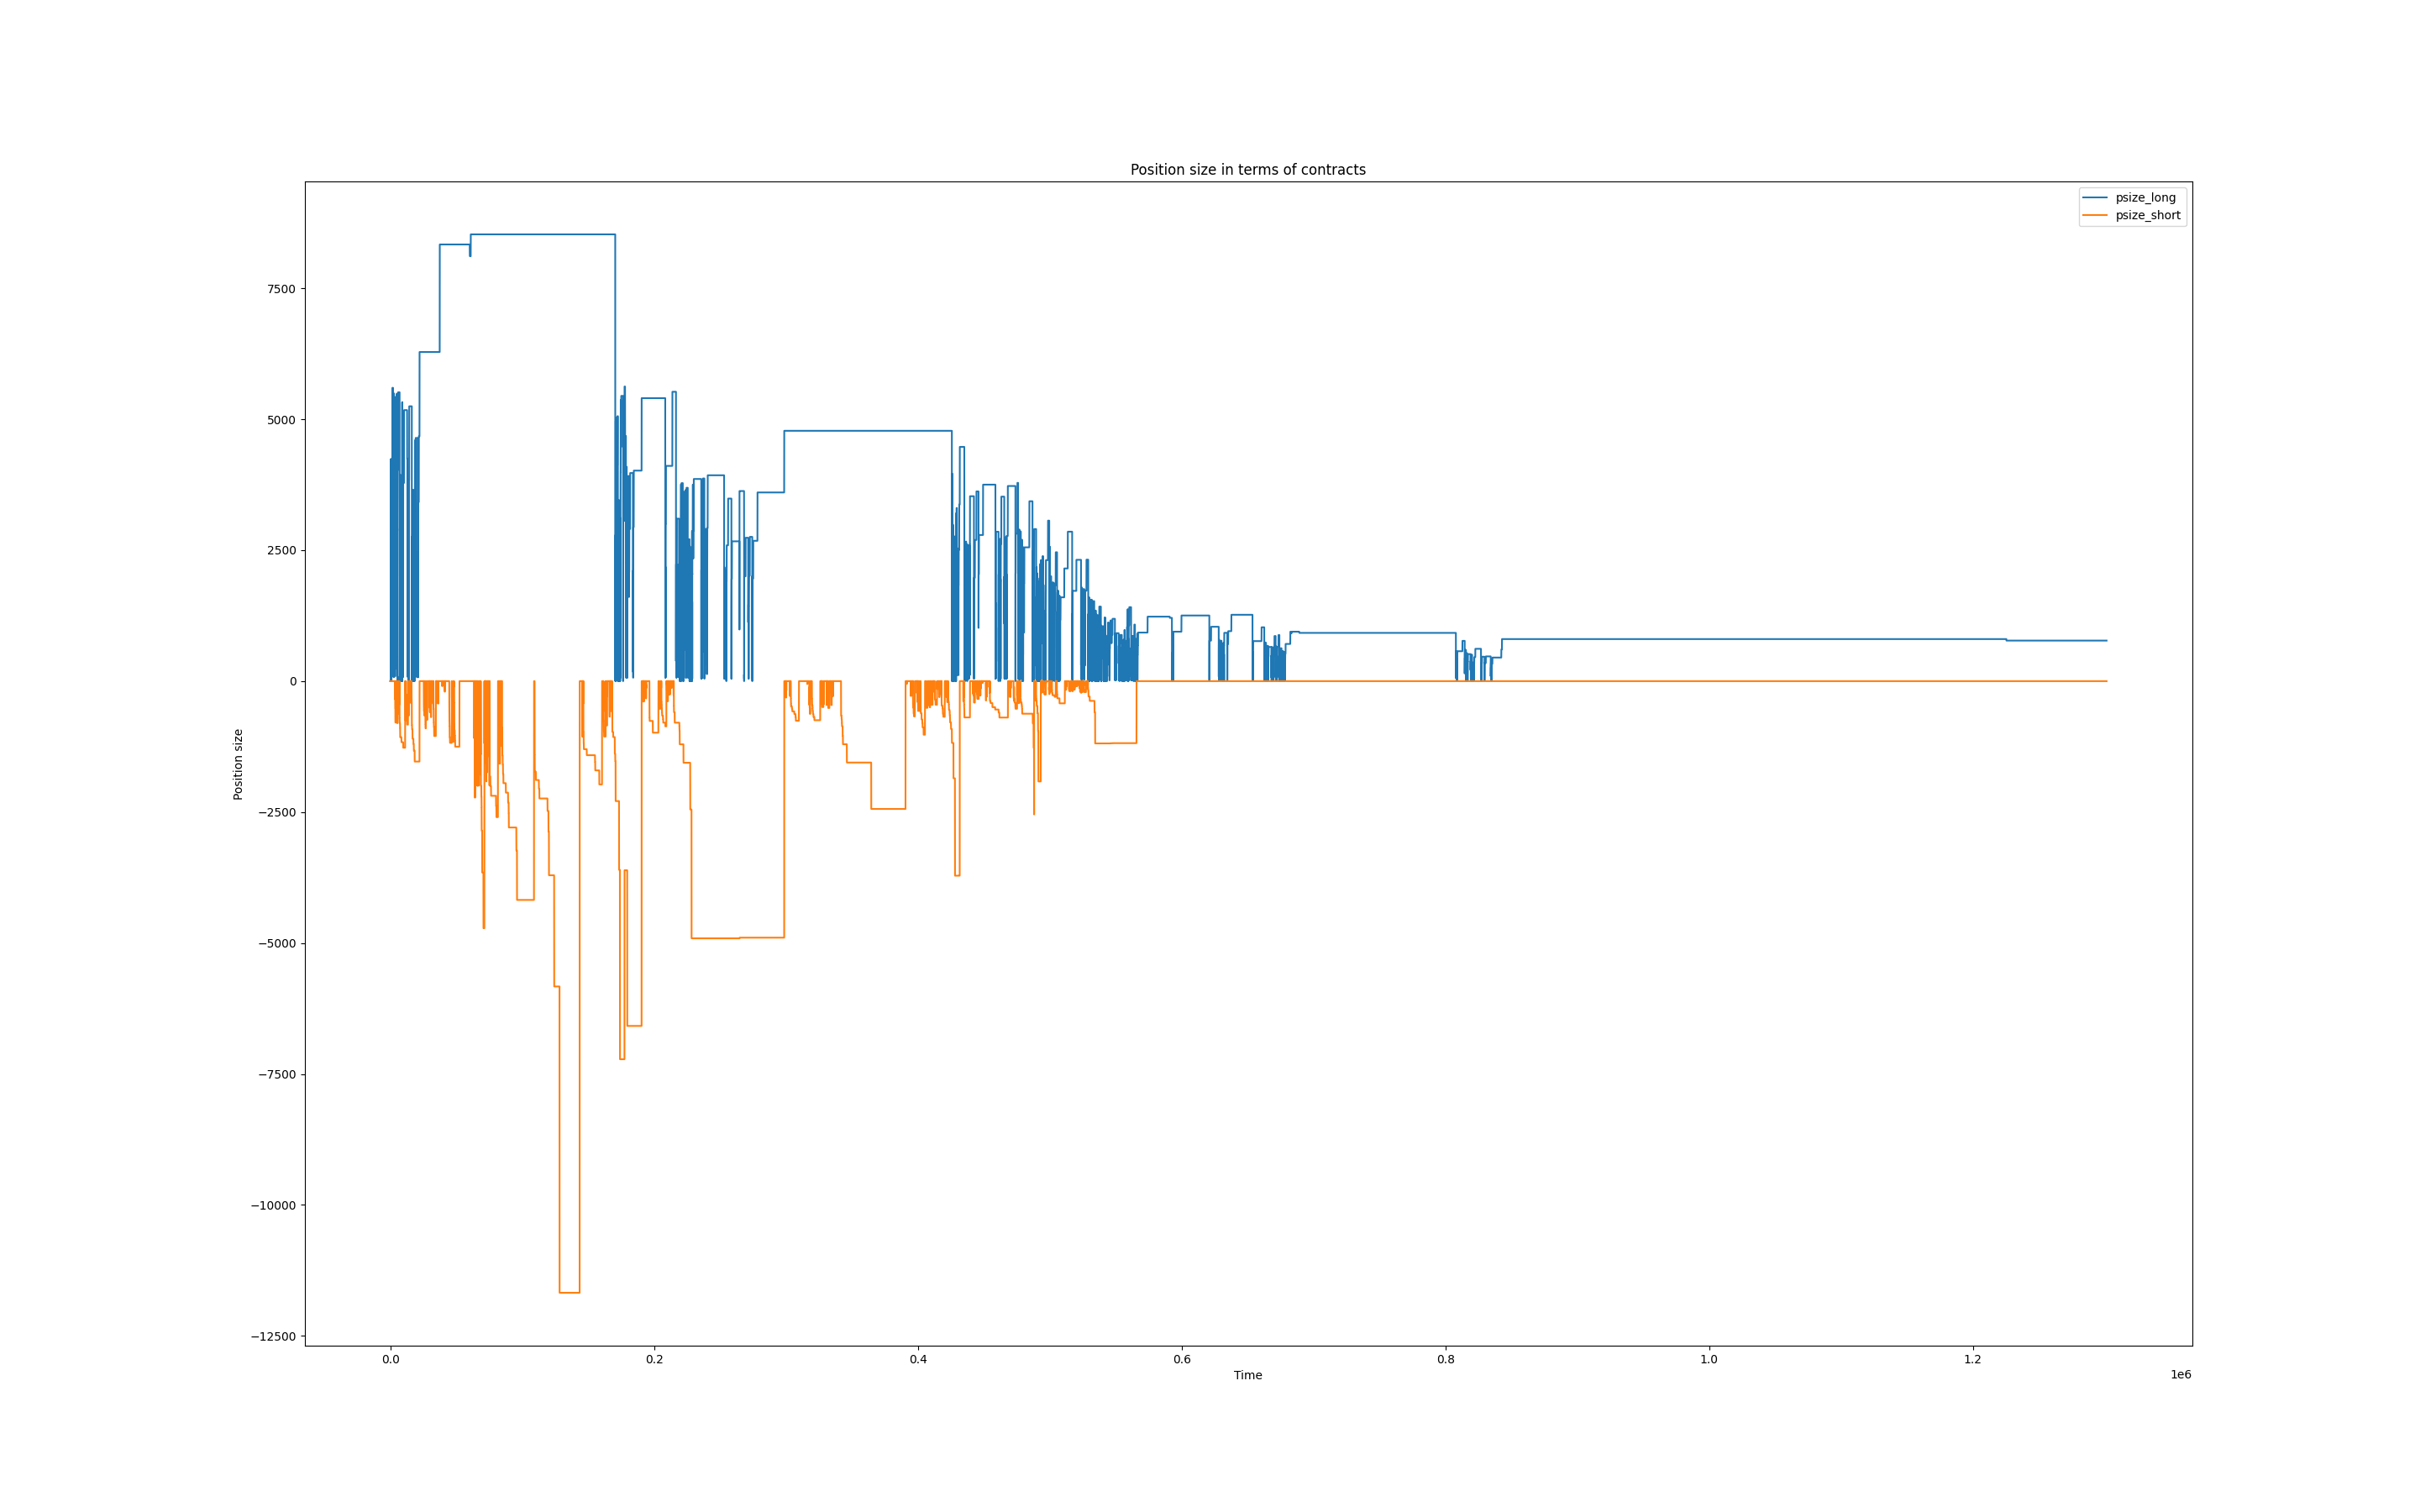 Position size in terms of contracts
psize_long
psize_short
7500
5000
2500
0
−2500
−5000
−7500
−10000
−12500
Position size
0.0
0.2
0.4
0.6
0.8
1.0
1.2
Time
1e6